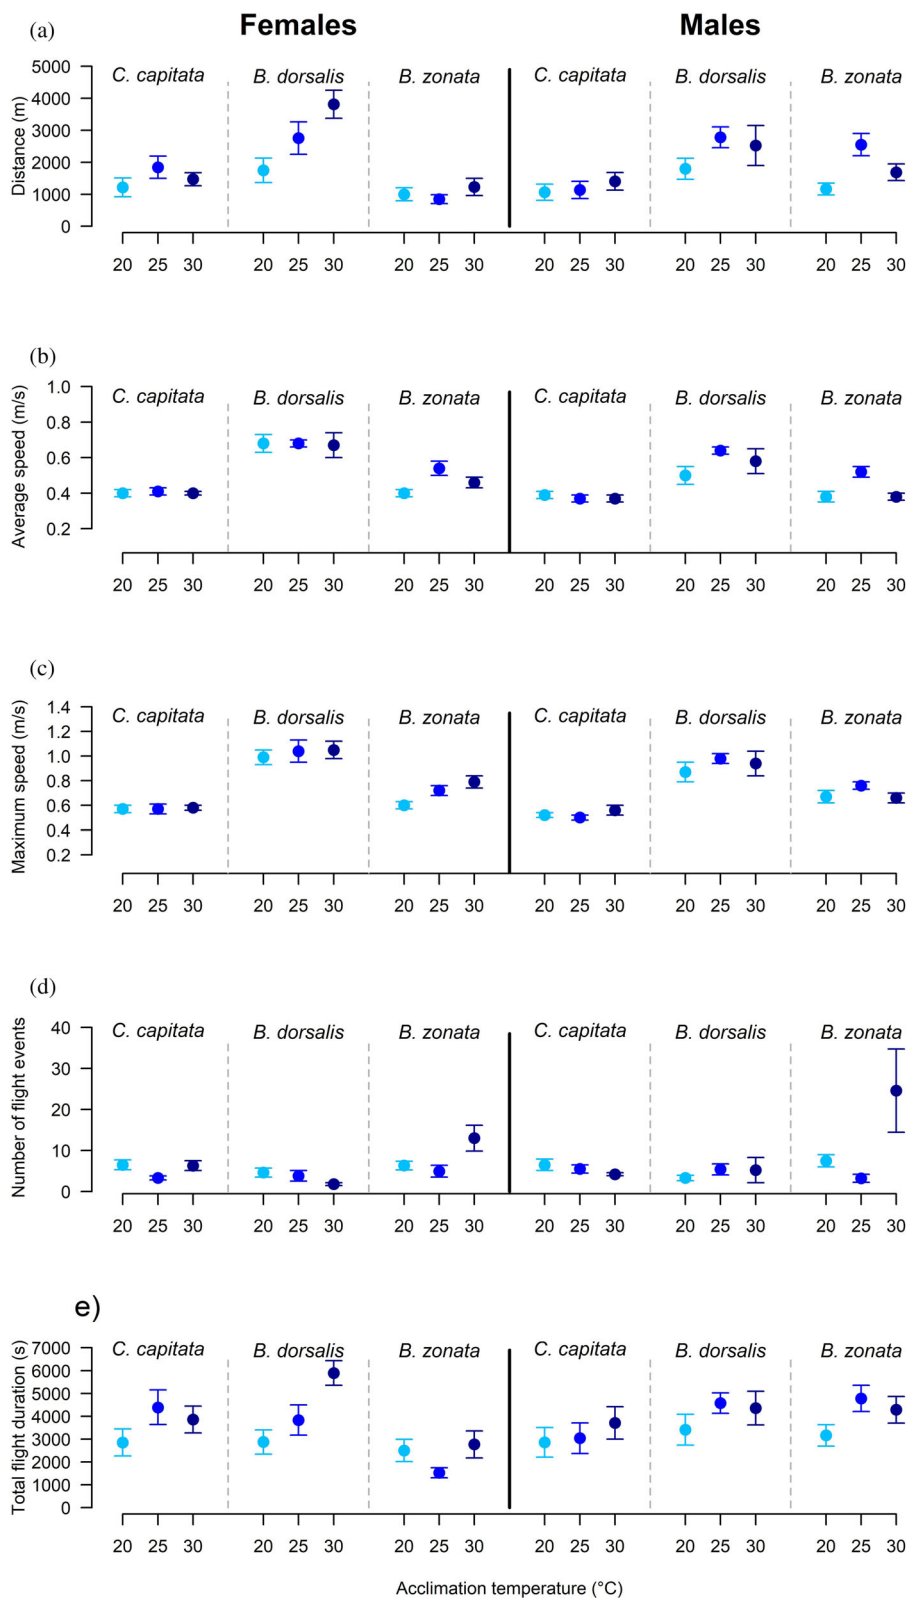 (a) Females Males
C. capitata B. dorsalis B. zonata C. capitata B. dorsalis B. zonata
Distance (m)
5000
4000
3000
2000
1000
0
20 25 30 20 25 30 20 25 30 20 25 30 20 25 30 20 25 30
(b)
C. capitata B. dorsalis B. zonata C. capitata B. dorsalis B. zonata
Average speed (m/s)
1.0
0.8
0.6
0.4
0.2
20 25 30 20 25 30 20 25 30 20 25 30 20 25 30 20 25 30
(c)
C. capitata B. dorsalis B. zonata C. capitata B. dorsalis B. zonata
Maximum speed (m/s)
1.4
1.2
1.0
0.8
0.6
0.4
0.2
20 25 30 20 25 30 20 25 30 20 25 30 20 25 30 20 25 30
(d)
C. capitata B. dorsalis B. zonata C. capitata B. dorsalis B. zonata
Number of flight events
40
30
20
10
0
20 25 30 20 25 30 20 25 30 20 25 30 20 25 30 20 25 30
e)
C. capitata B. dorsalis B. zonata C. capitata B. dorsalis B. zonata
Total flight duration (s)
7000
6000
5000
4000
3000
2000
1000
0
20 25 30 20 25 30 20 25 30 20 25 30 20 25 30 20 25 30
Acclimation temperature (°C)